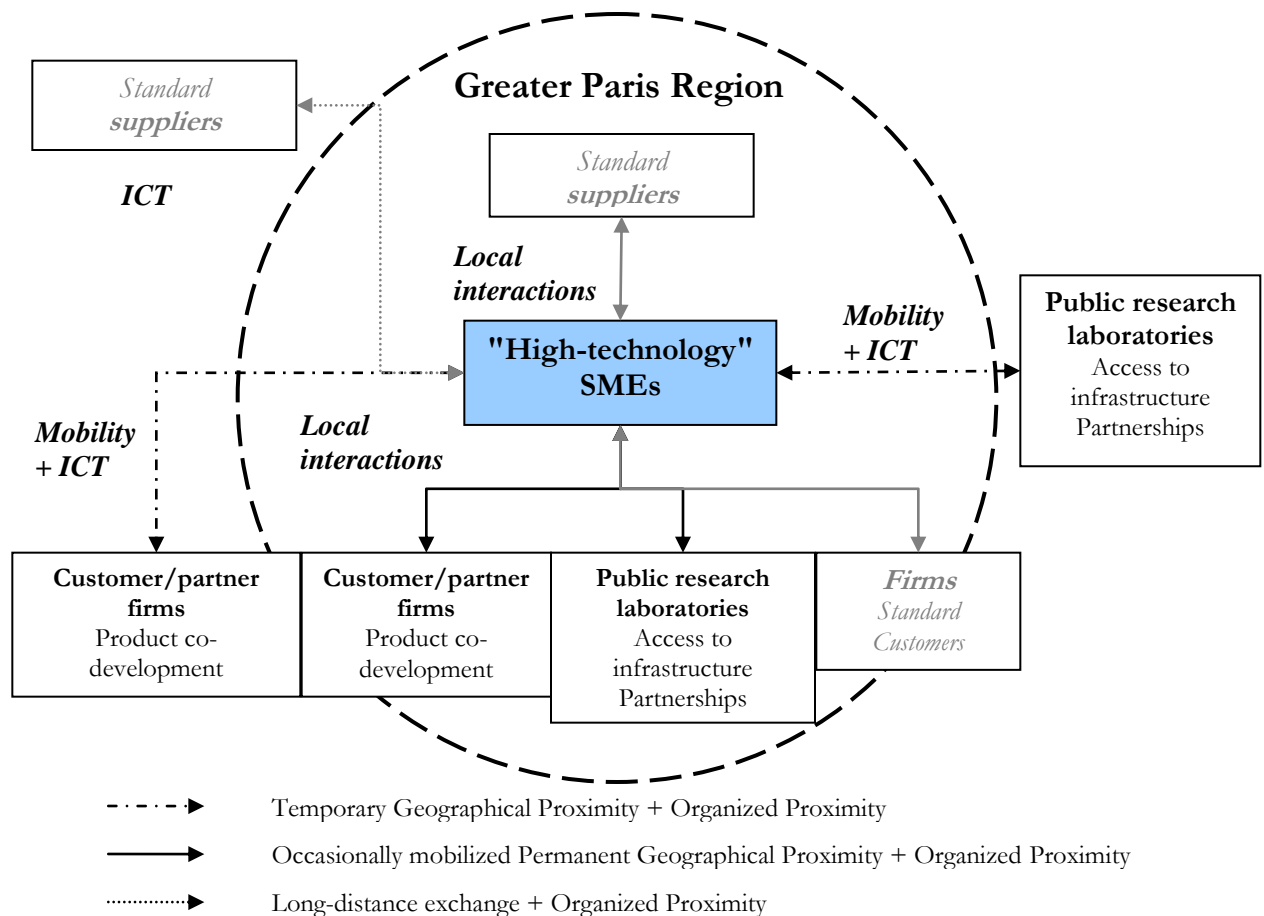 Greater Paris Region
Standard
suppliers
ICT
Standard
suppliers
Local
interactions
"High-technology"
SMEs
Mobility
+ ICT
Public research
laboratories
Access to
infrastructure
Partnerships
Mobility
+ ICT
Local
interactions
Customer/partner
firms
Product co-
development
Customer/partner
firms
Product co-
development
Public research
laboratories
Access to
infrastructure
Partnerships
Firms
Standard
Customers
Temporary Geographical Proximity + Organized Proximity
Occasionally mobilized Permanent Geographical Proximity + Organized Proximity
Long-distance exchange + Organized Proximity